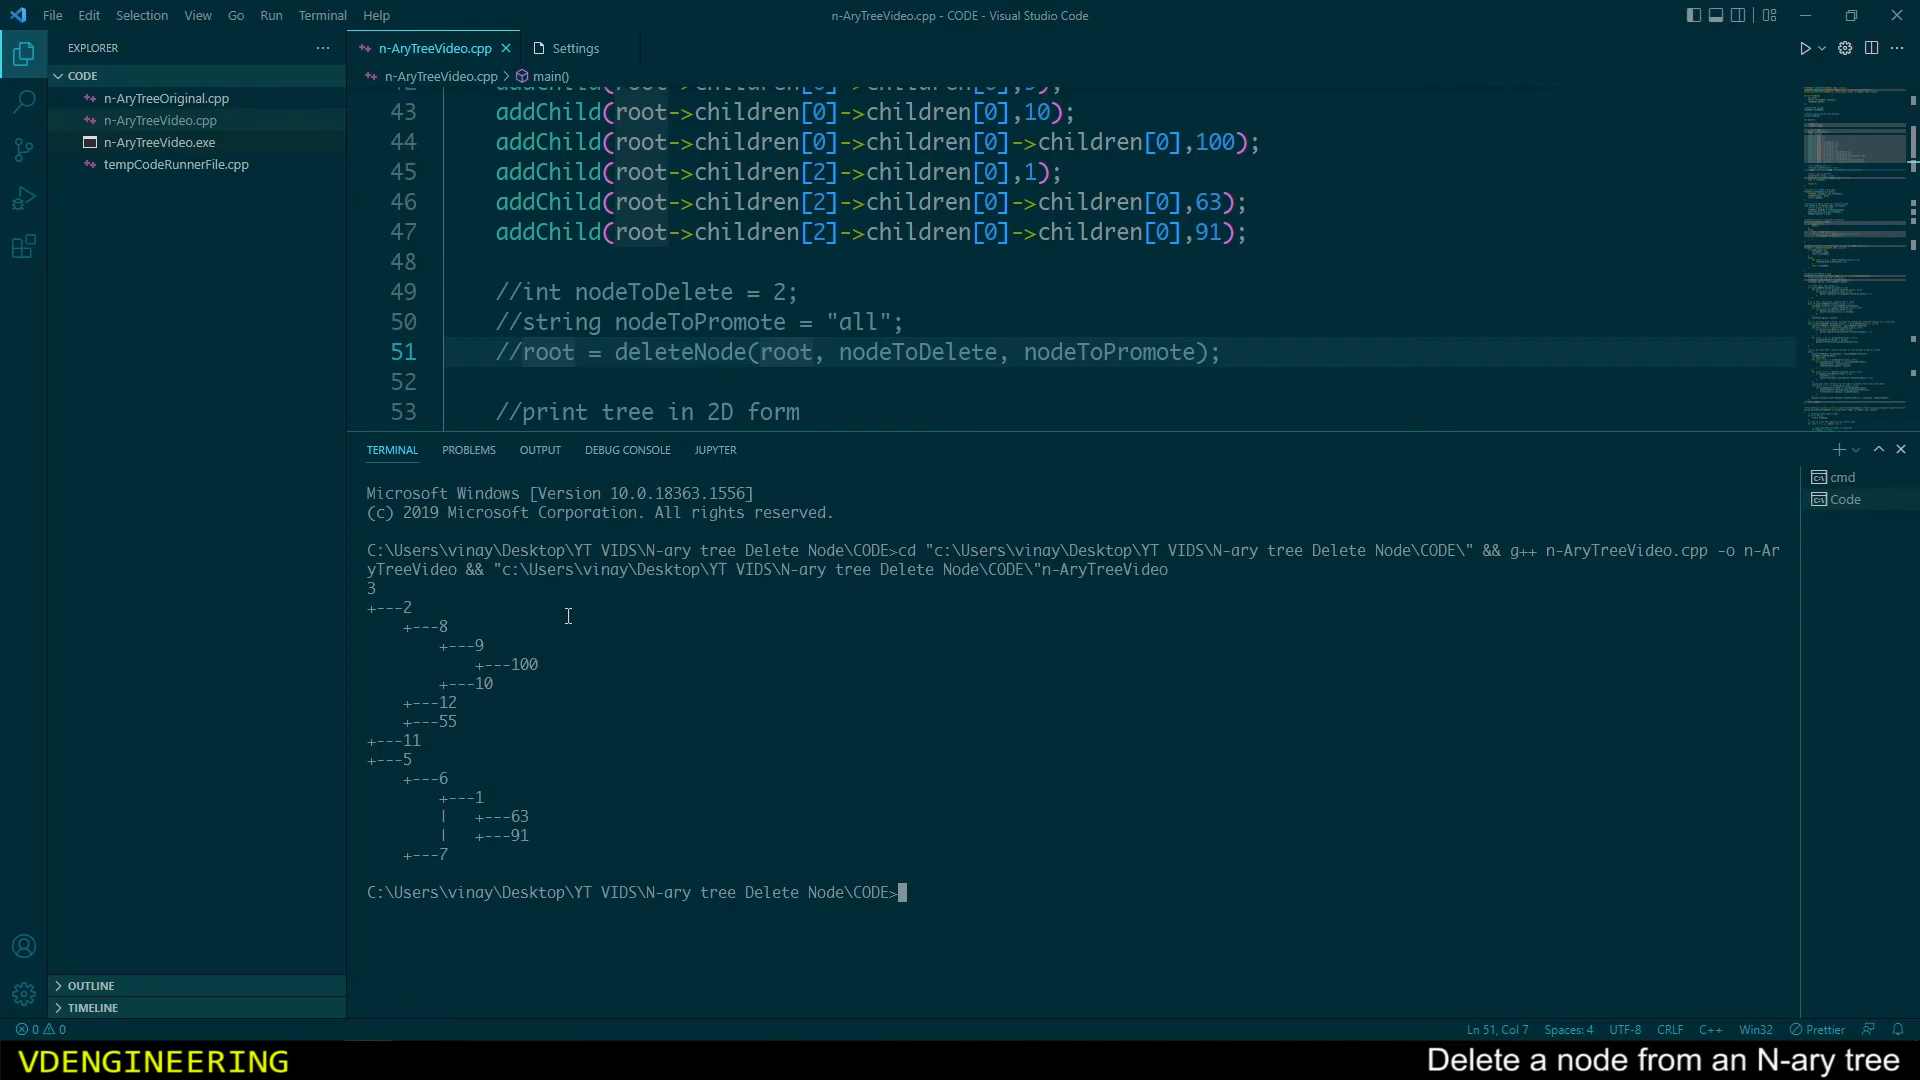 File Edit Selection View Go Run Terminal Help
n-AryTreeVideo.cpp - CODE - Visual Studio Code
EXPLORER
CODE
n-AryTreeOriginal.cpp
n-AryTreeVideo.cpp
n-AryTreeVideo.exe
tempCodeRunnerFile.cpp
OUTLINE
TIMELINE
n-AryTreeVideo.cpp Settings
n-AryTreeVideo.cpp > main()
42 addChild(root->children[0]->children[0],9);
43 addChild(root->children[0]->children[0],10);
44 addChild(root->children[0]->children[0]->children[0],100);
45 addChild(root->children[2]->children[0],1);
46 addChild(root->children[2]->children[0]->children[0],63);
47 addChild(root->children[2]->children[0]->children[0],91);
48
49 //int nodeToDelete = 2;
50 //string nodeToPromote = "all";
51 //root = deleteNode(root, nodeToDelete, nodeToPromote);
52
53 //print tree in 2D form
TERMINAL PROBLEMS OUTPUT DEBUG CONSOLE JUPYTER
cmd
Code
Microsoft Windows [Version 10.0.18363.1556]
(c) 2019 Microsoft Corporation. All rights reserved.
C:\Users\vinay\Desktop\YT VIDS\N-ary tree Delete Node\CODE>cd "c:\Users\vinay\Desktop\YT VIDS\N-ary tree Delete Node\CODE\" && g++ n-AryTreeVideo.cpp -o n-Ar
yTreeVideo && "c:\Users\vinay\Desktop\YT VIDS\N-ary tree Delete Node\CODE\"n-AryTreeVideo
3
+---2
    +---8
        +---9
            +---100
        +---10
    +---12
    +---55
+---11
+---5
    +---6
        +---1
        |   +---63
        |   +---91
    +---7
C:\Users\vinay\Desktop\YT VIDS\N-ary tree Delete Node\CODE>
0 0
Ln 51, Col 7 Spaces: 4 UTF-8 CRLF C++ Win32 Prettier
VDENGINEERING
Delete a node from an N-ary tree